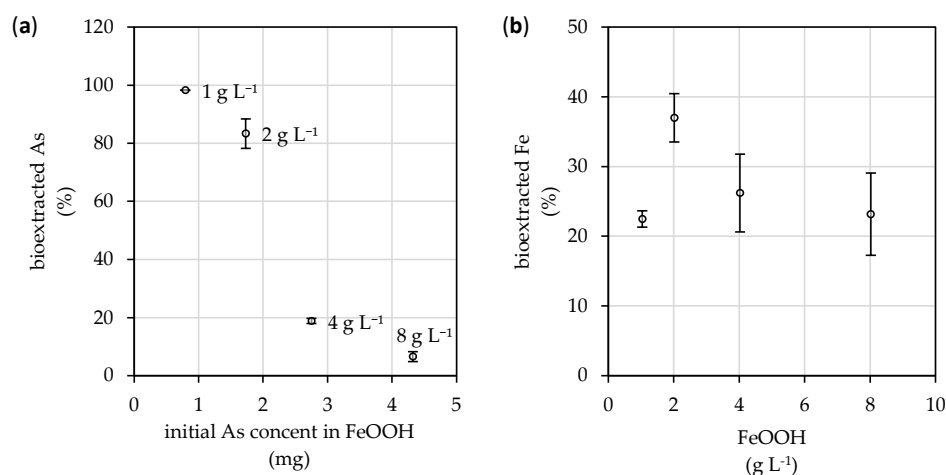 (a)
120
100
80
60
40
20
0
bioextracted As
(%)
1 g L⁻¹
2 g L⁻¹
4 g L⁻¹
8 g L⁻¹
0 1 2 3 4 5
initial As concent in FeOOH
(mg)
(b)
50
40
30
20
10
0
bioextracted Fe
(%)
0 2 4 6 8 10
FeOOH
(g L⁻¹)